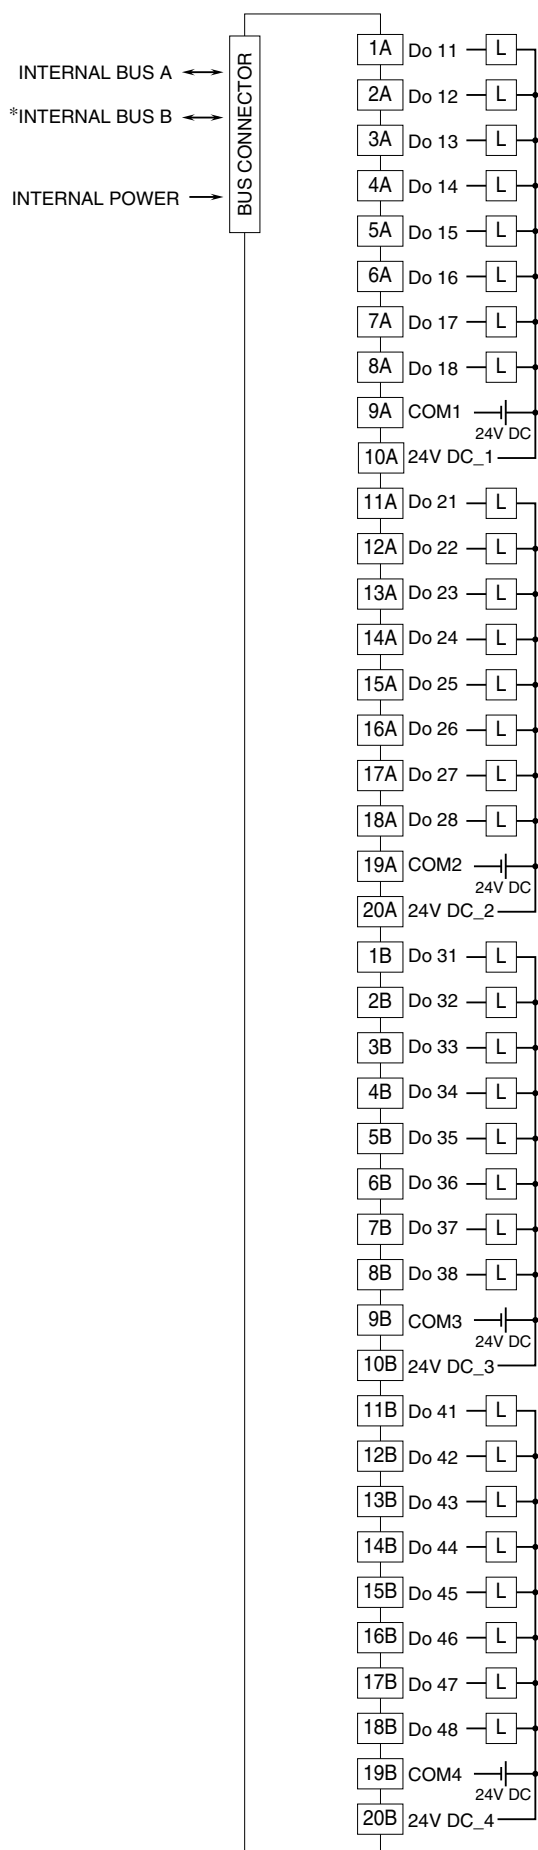 INTERNAL BUS A
*INTERNAL BUS B
INTERNAL POWER
BUS CONNECTOR
1A Do 11 L
2A Do 12 L
3A Do 13 L
4A Do 14 L
5A Do 15 L
6A Do 16 L
7A Do 17 L
8A Do 18 L
9A COM1
24V DC
10A 24V DC_1
11A Do 21 L
12A Do 22 L
13A Do 23 L
14A Do 24 L
15A Do 25 L
16A Do 26 L
17A Do 27 L
18A Do 28 L
19A COM2
24V DC
20A 24V DC_2
1B Do 31 L
2B Do 32 L
3B Do 33 L
4B Do 34 L
5B Do 35 L
6B Do 36 L
7B Do 37 L
8B Do 38 L
9B COM3
24V DC
10B 24V DC_3
11B Do 41 L
12B Do 42 L
13B Do 43 L
14B Do 44 L
15B Do 45 L
16B Do 46 L
17B Do 47 L
18B Do 48 L
19B COM4
24V DC
20B 24V DC_4